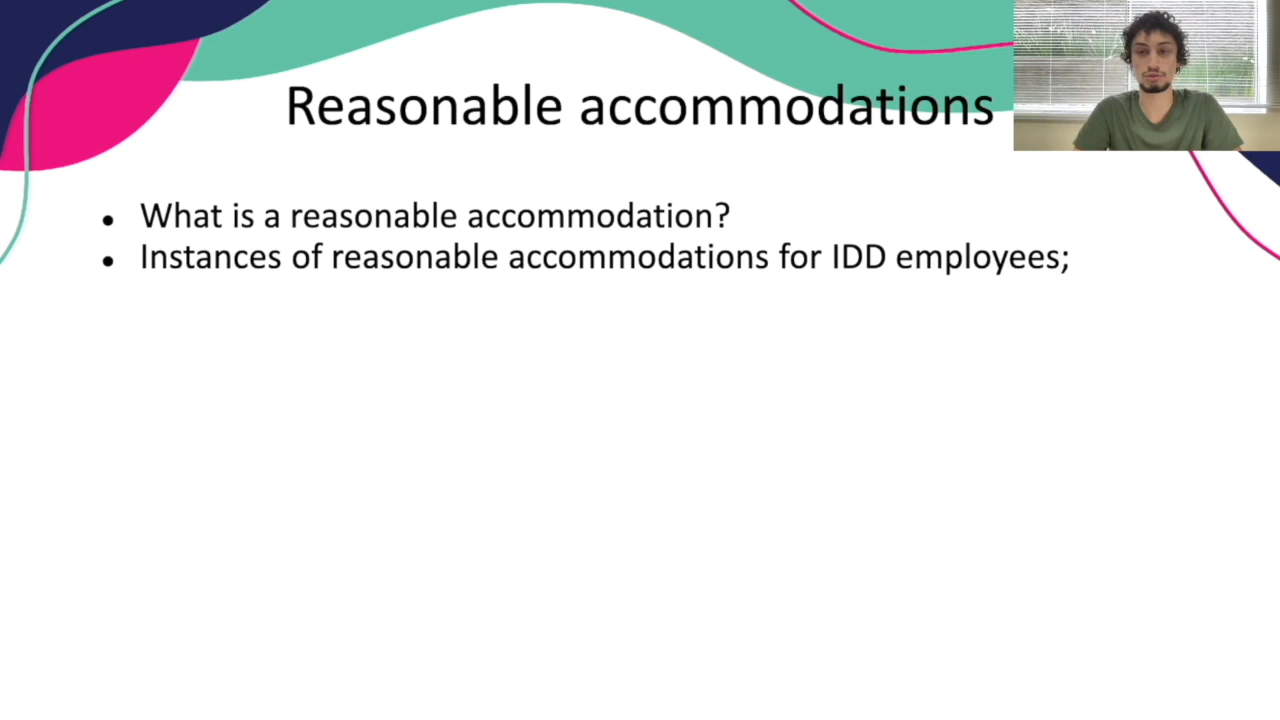 Reasonable accommodations
• What is a reasonable accommodation?
• Instances of reasonable accommodations for IDD employees;